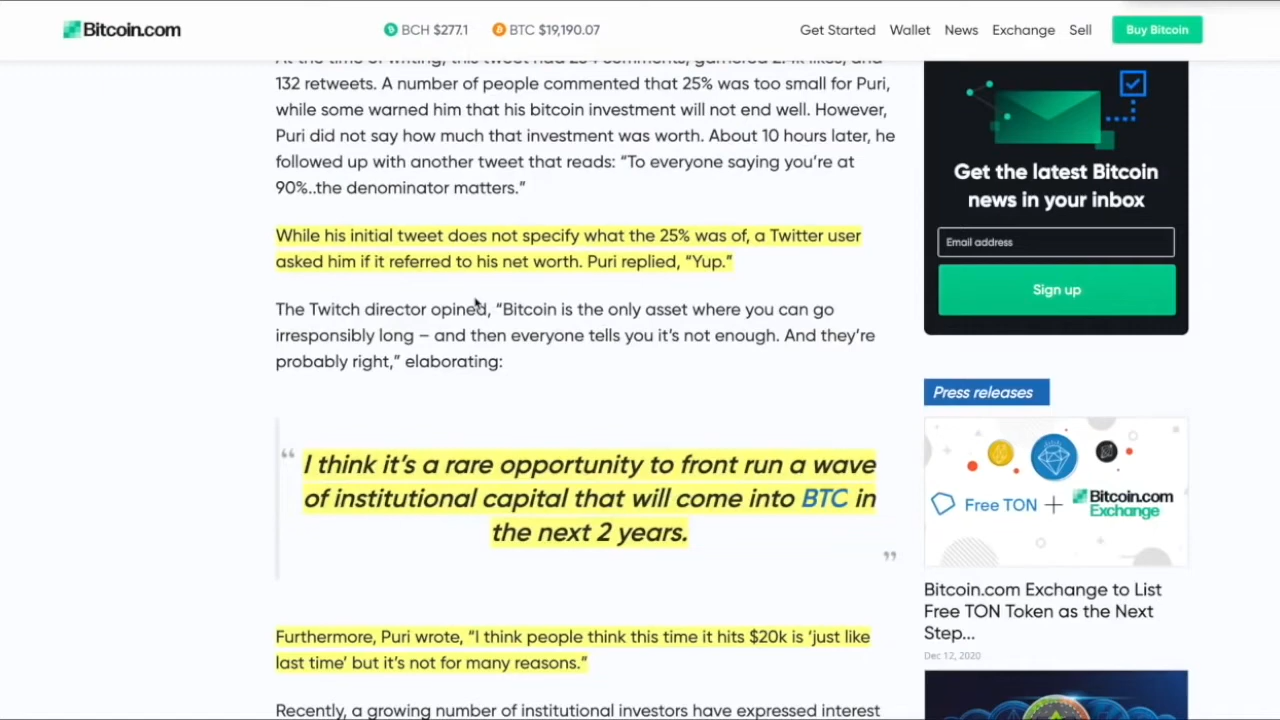 Bitcoin.com
BCH $277.1
BTC $19,190.07
Get Started
Wallet
News
Exchange
Sell
Buy Bitcoin
132 retweets. A number of people commented that 25% was too small for Puri,
while some warned him that his bitcoin investment will not end well. However,
Puri did not say how much that investment was worth. About 10 hours later, he
followed up with another tweet that reads: “To everyone saying you’re at
90%..the denominator matters.”
While his initial tweet does not specify what the 25% was of, a Twitter user
asked him if it referred to his net worth. Puri replied, “Yup.”
The Twitch director opined, “Bitcoin is the only asset where you can go
irresponsibly long – and then everyone tells you it’s not enough. And they’re
probably right,” elaborating:
“ I think it’s a rare opportunity to front run a wave
of institutional capital that will come into BTC in
the next 2 years.
”
Furthermore, Puri wrote, “I think people think this time it hits $20k is ‘just like
last time’ but it’s not for many reasons.”
Recently, a growing number of institutional investors have expressed interest
Get the latest Bitcoin
news in your inbox
Email address
Sign up
Press releases
Free TON + Bitcoin.com
Exchange
Bitcoin.com Exchange to List
Free TON Token as the Next
Step...
Dec 12, 2020